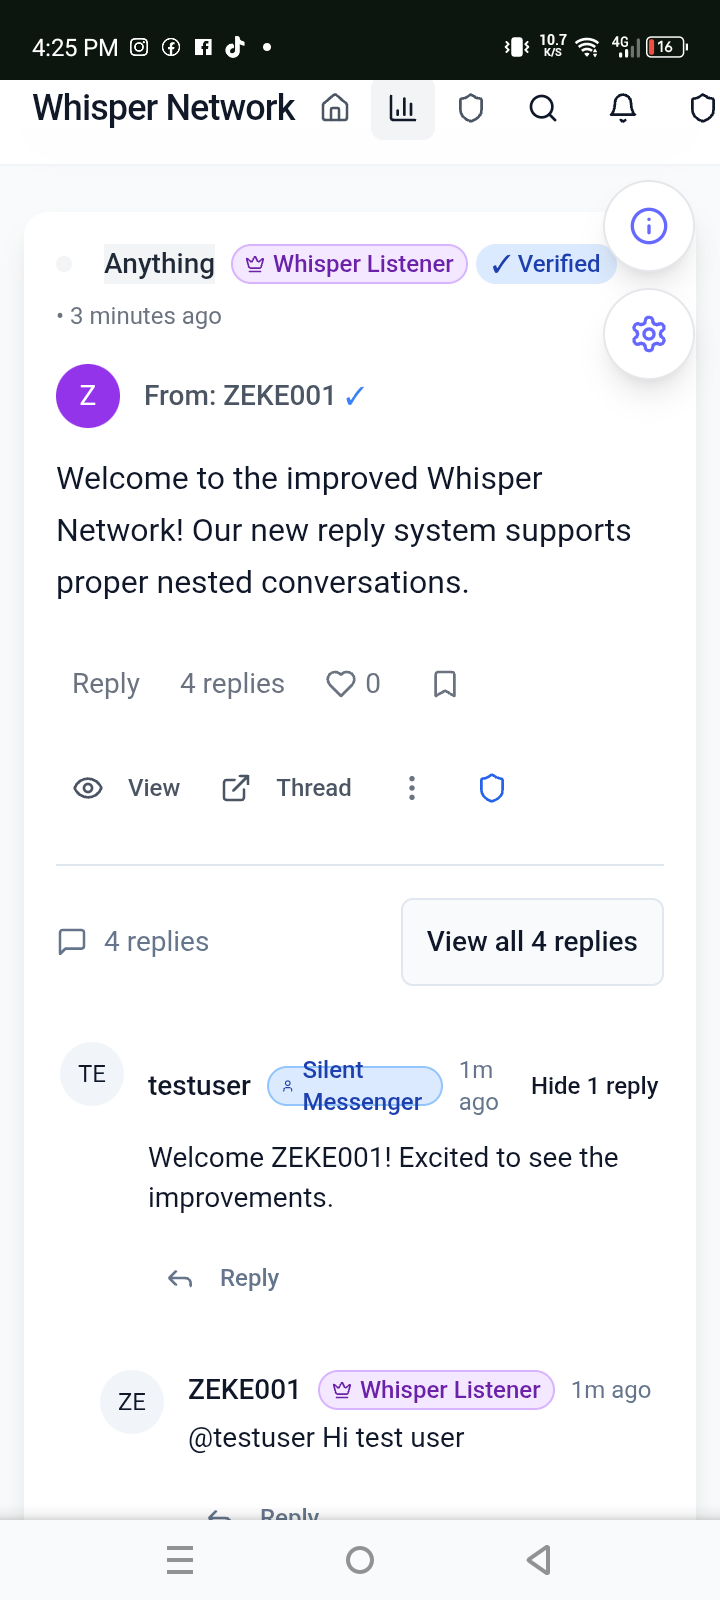 4:25 PM 10.7 K/S 4G 16
Whisper Network
Anything Whisper Listener ✓ Verified
• 3 minutes ago
Z From: ZEKE001 ✓
Welcome to the improved Whisper
Network! Our new reply system supports
proper nested conversations.
Reply 4 replies 0
View Thread
4 replies View all 4 replies
TE testuser Silent Messenger 1m ago Hide 1 reply
Welcome ZEKE001! Excited to see the
improvements.
Reply
ZE ZEKE001 Whisper Listener 1m ago
@testuser Hi test user
Reply